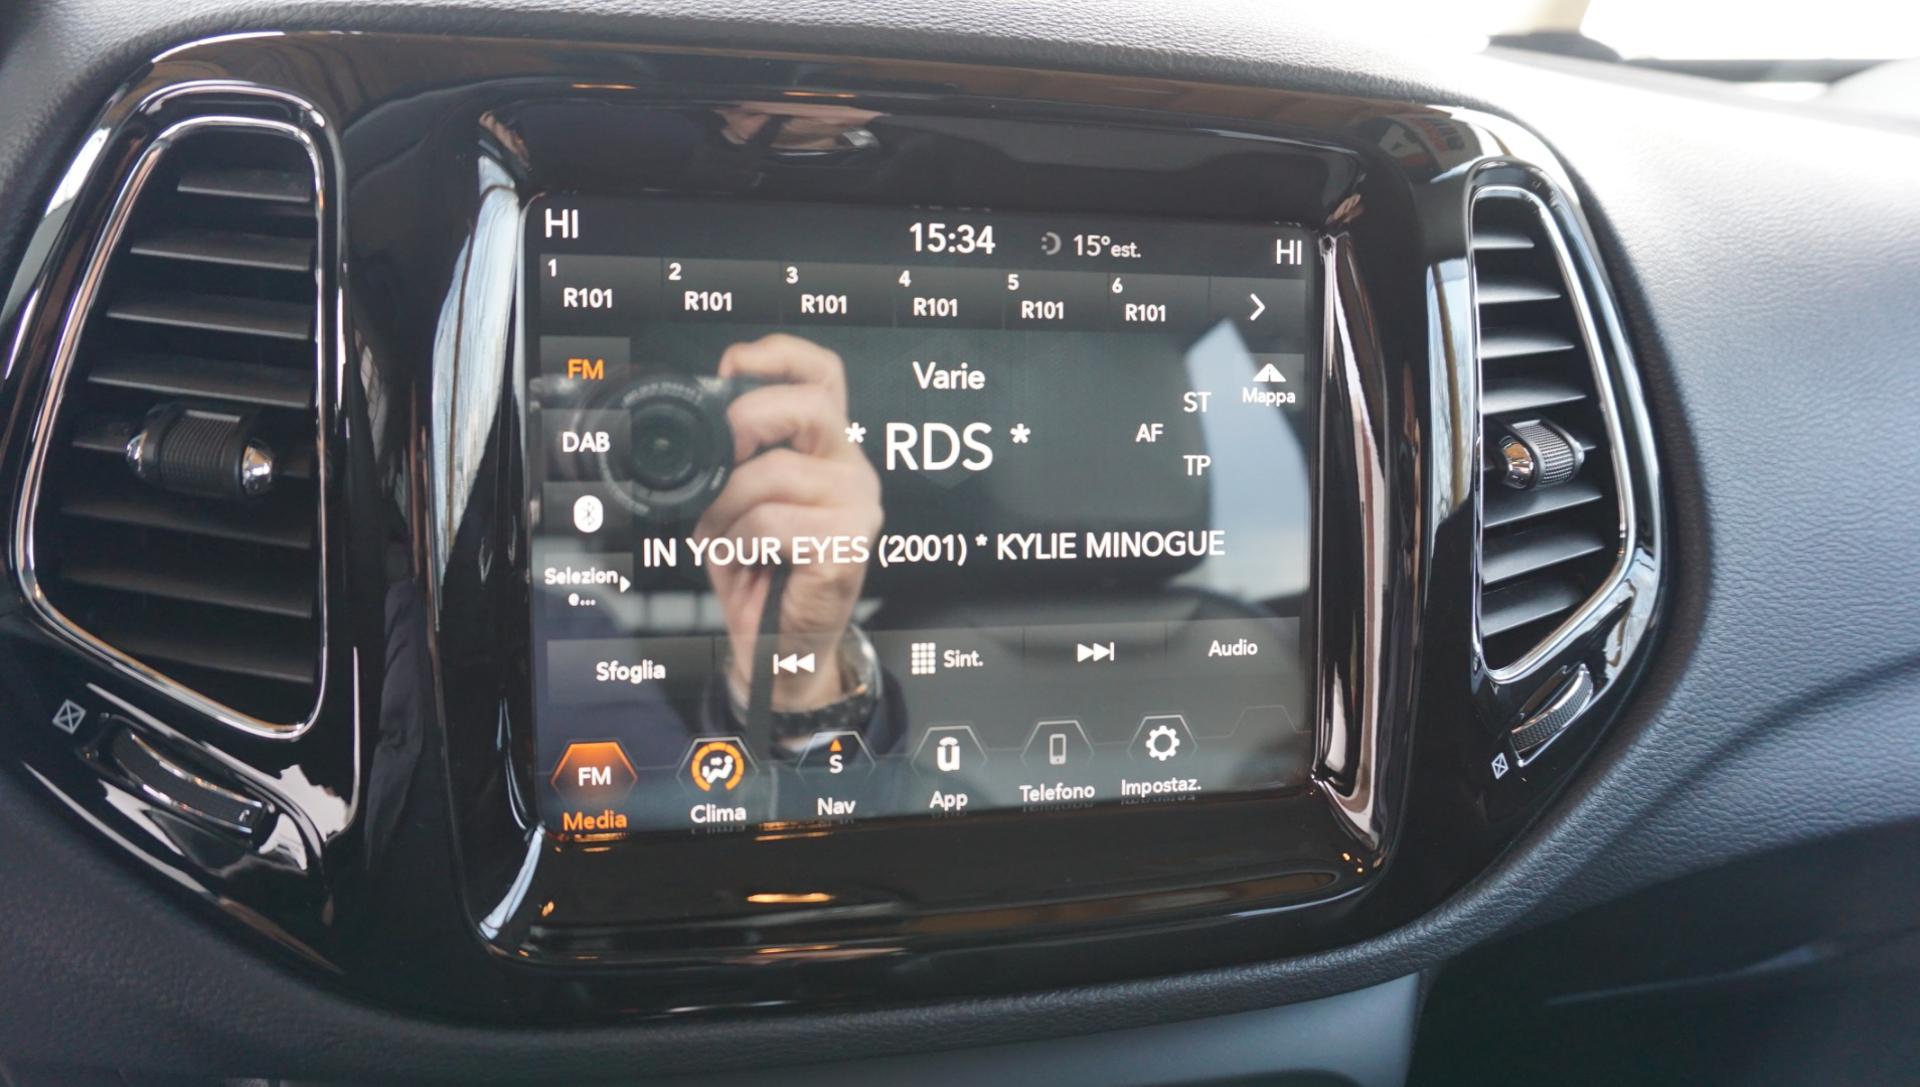 HI 15:34 15°est. HI
1 2 3 4 5 6
R101 R101 R101 R101 R101 R101
FM
Varie
Mappa
ST
DAB
* RDS *
AF
TP
IN YOUR EYES (2001) * KYLIE MINOGUE
Selezion
e...
Sfoglia
Sint.
Audio
FM
S
Media
Clima
Nav
App
Telefono
Impostaz.